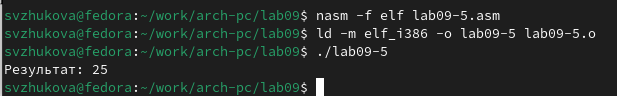 svzhukova@fedora:~/work/arch-pc/lab09$ nasm -f elf lab09-5.asm
svzhukova@fedora:~/work/arch-pc/lab09$ ld -m elf_i386 -o lab09-5 lab09-5.o
svzhukova@fedora:~/work/arch-pc/lab09$ ./lab09-5
Результат: 25
svzhukova@fedora:~/work/arch-pc/lab09$